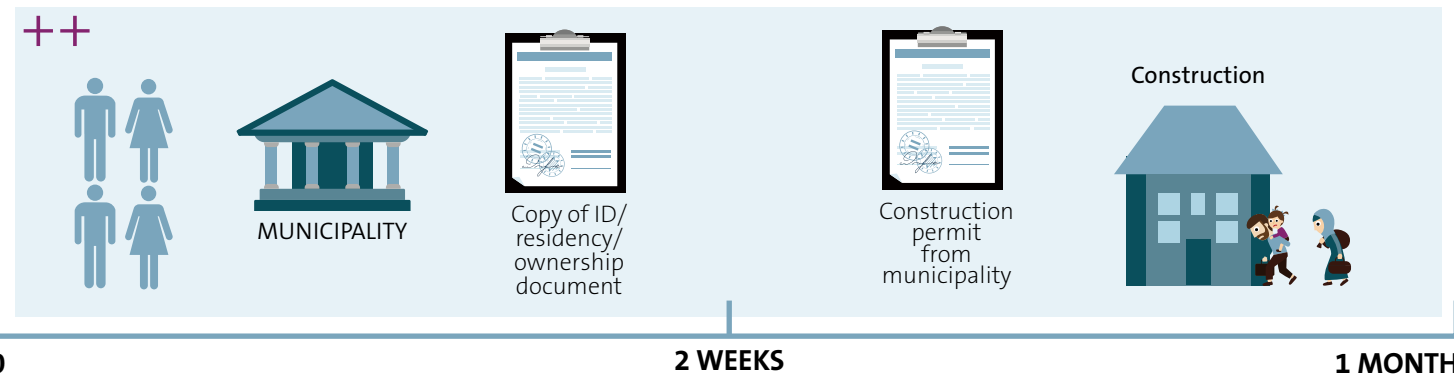 ++
MUNICIPALITY
Copy of ID/
residency/
ownership
document
Construction
permit
from
municipality
Construction
0
2 WEEKS
1 MONTH